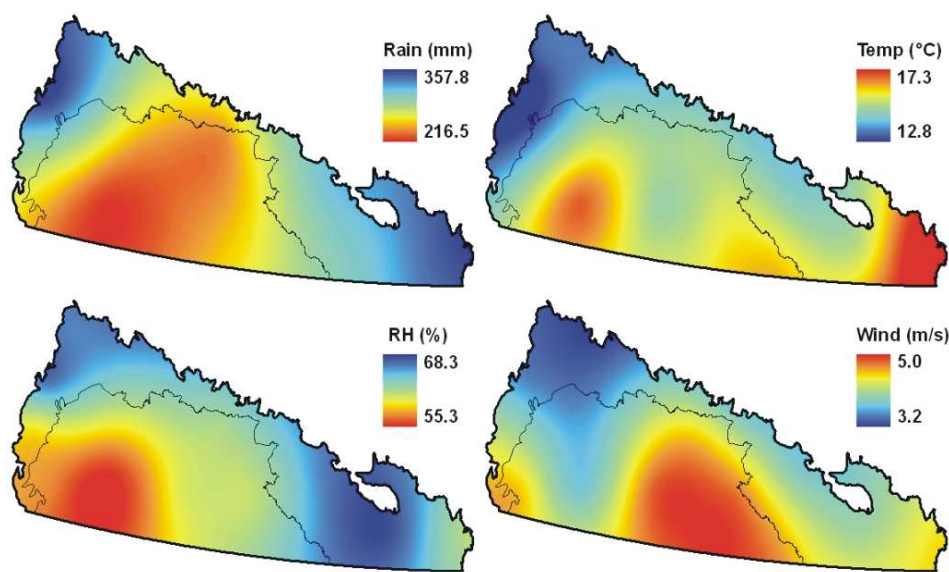 Rain (mm)
357.8
216.5
Temp (°C)
17.3
12.8
RH (%)
68.3
55.3
Wind (m/s)
5.0
3.2